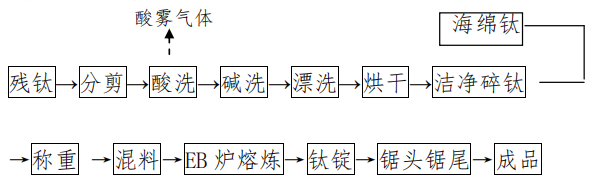 酸雾气体
海绵钛
残钛→分剪→酸洗→碱洗→漂洗→烘干→洁净碎钛
→称重→混料→EB炉熔炼→钛锭→锯头锯尾→成品